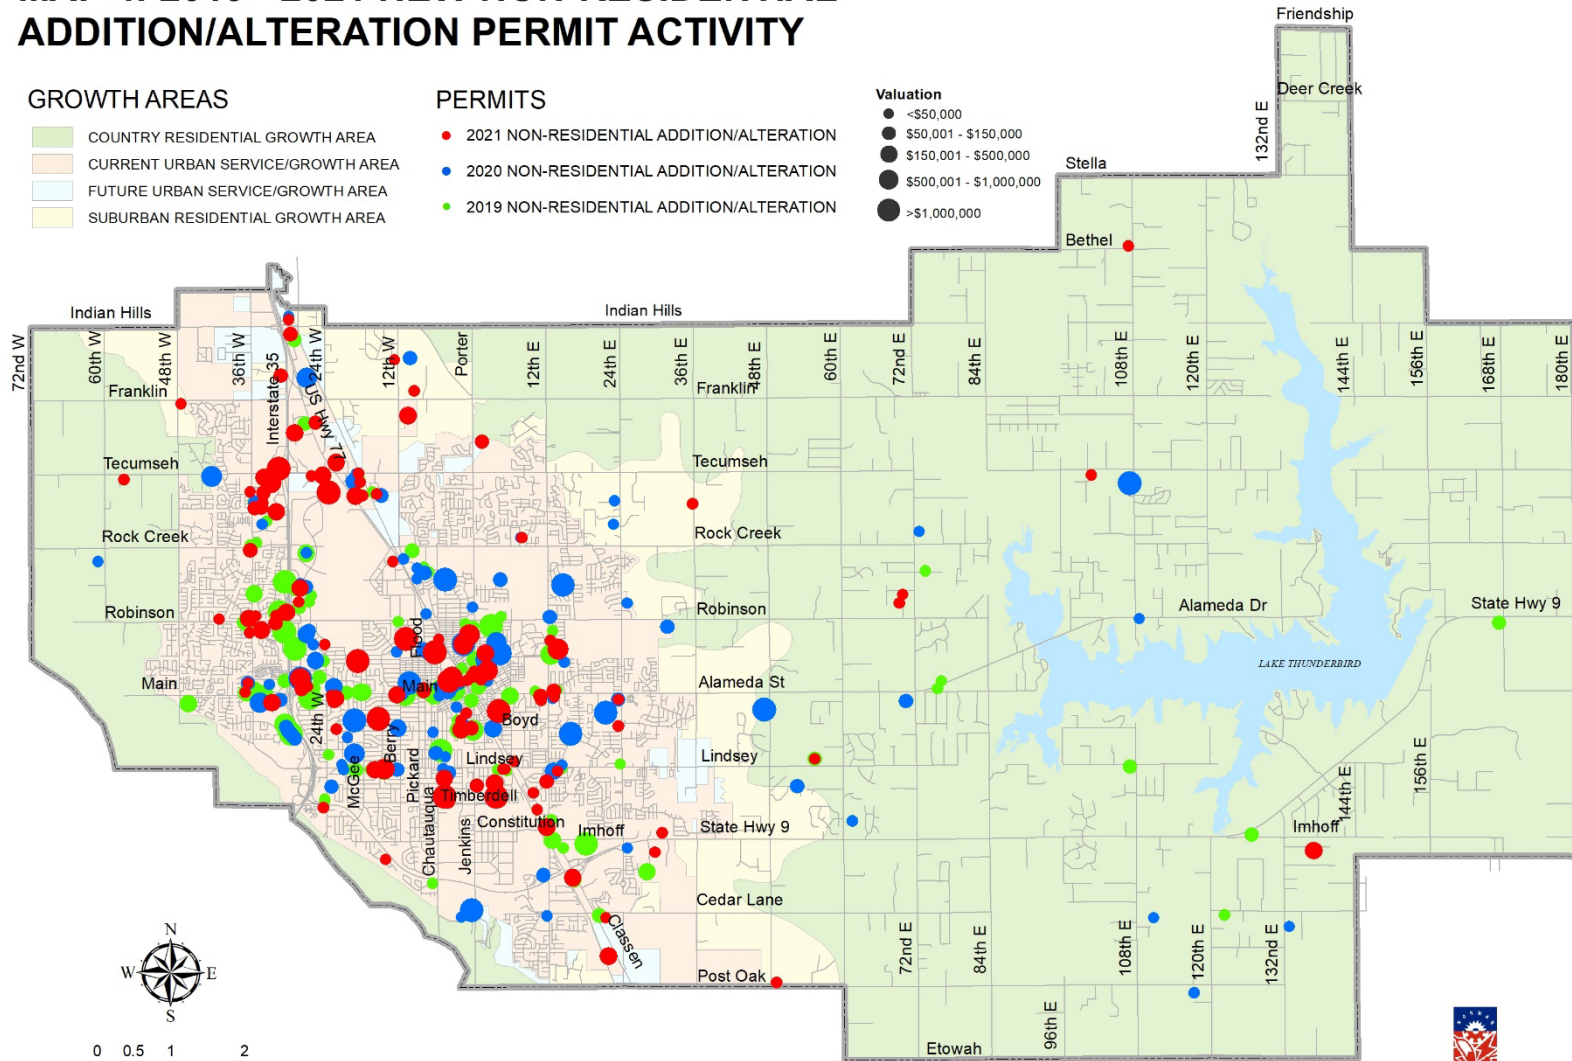 ADDITION/ALTERATION PERMIT ACTIVITY
GROWTH AREAS
COUNTRY RESIDENTIAL GROWTH AREA
CURRENT URBAN SERVICE/GROWTH AREA
FUTURE URBAN SERVICE/GROWTH AREA
SUBURBAN RESIDENTIAL GROWTH AREA
PERMITS
2021 NON-RESIDENTIAL ADDITION/ALTERATION
2020 NON-RESIDENTIAL ADDITION/ALTERATION
2019 NON-RESIDENTIAL ADDITION/ALTERATION
Valuation
<$50,000
$50,001 - $150,000
$150,001 - $500,000
$500,001 - $1,000,000
>$1,000,000
Friendship
Deer Creek
132nd E
Stella
Bethel
Indian Hills
Indian Hills
72nd W
60th W
48th W
36th W
Interstate 35
24th W
US Hwy 77
12th W
Porter
12th E
24th E
36th E
48th E
60th E
72nd E
84th E
108th E
120th E
144th E
156th E
168th E
180th E
Franklin
Franklin
Tecumseh
Tecumseh
Rock Creek
Rock Creek
Robinson
Robinson
Alameda Dr
State Hwy 9
Flood
LAKE THUNDERBIRD
Main
Main
Alameda St
24th W
Berry
Boyd
McGee
Pickard
Lindsey
Lindsey
156th E
144th E
Timberdell
Chautauqua
Jenkins
Constitution
Imhoff
State Hwy 9
Imhoff
Cedar Lane
Classen
72nd E
84th E
108th E
120th E
132nd E
Post Oak
96th E
Etowah
N
W
E
S
0 0.5 1 2
NORMAN